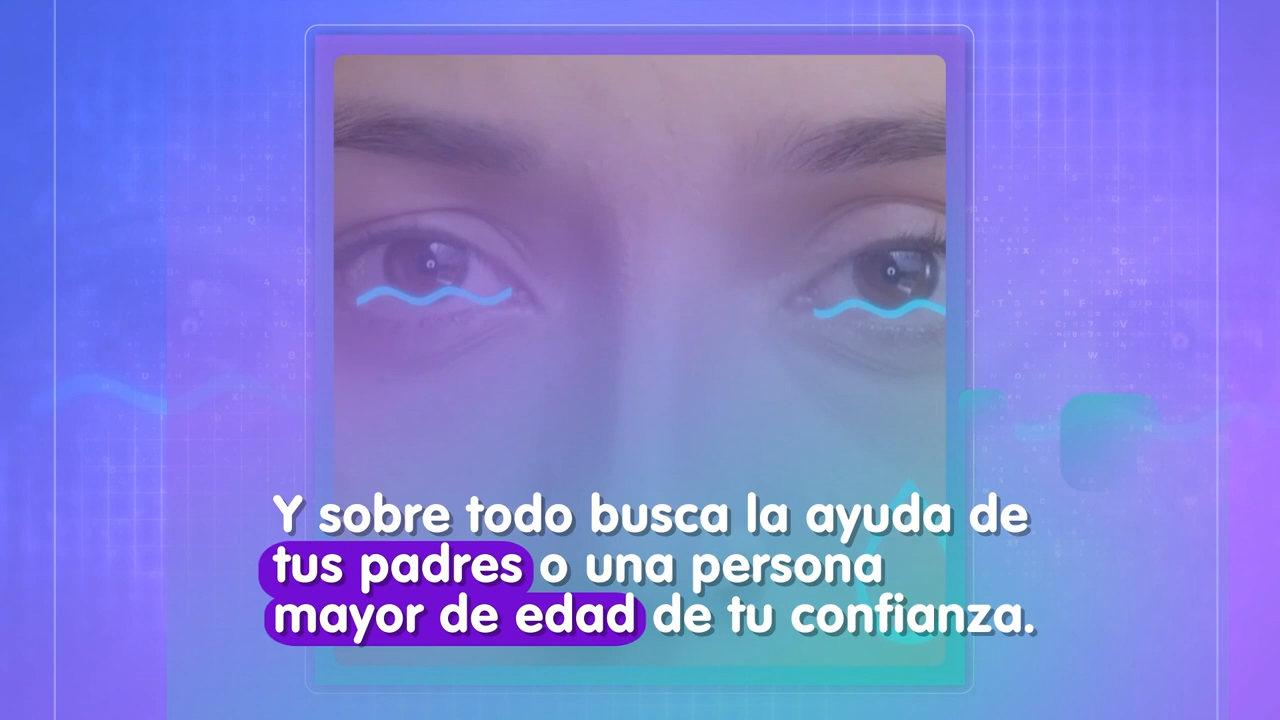 Y sobre todo busca la ayuda de
tus padres o una persona
mayor de edad de tu confianza.